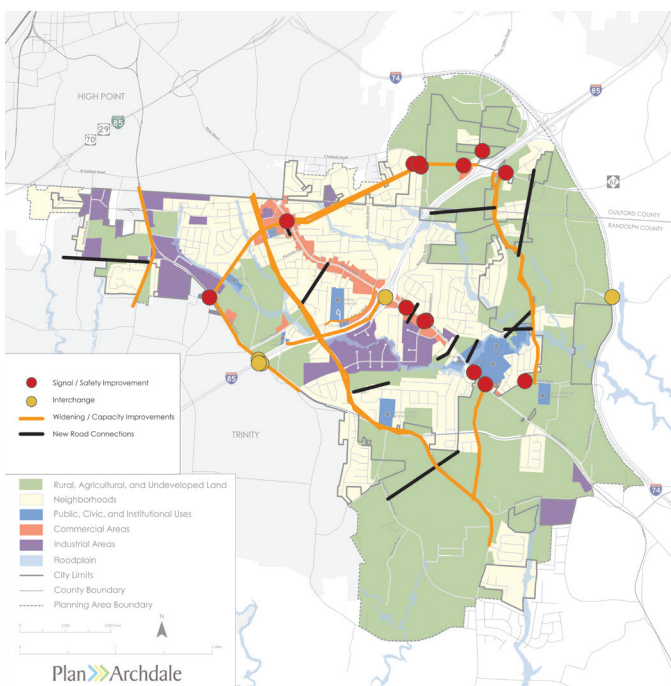 74
HIGH POINT
85
85
29
70
62
GUILFORD COUNTY
RANDOLPH COUNTY
Signal / Safety Improvement
Interchange
Widening / Capacity Improvements
New Road Connections
85
TRINITY
74
Rural, Agricultural, and Undeveloped Land
Neighborhoods
Public, Civic, and Institutional Uses
Commercial Areas
Industrial Areas
Floodplain
City Limits
County Boundary
Planning Area Boundary
N
Plan Archdale